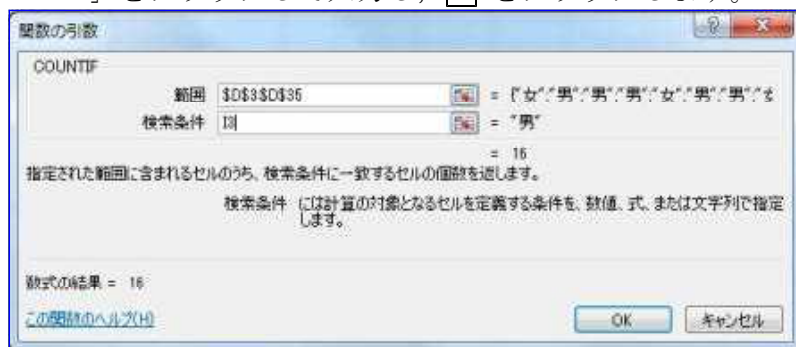 関数の引数
COUNTIF
範囲 $D$3:$D$35 = {"女";"男";"男";"男";"女";"男";"男";"女
検索条件 I3 = "男"
= 16
指定された範囲に含まれるセルのうち、検索条件に一致するセルの個数を返します。
検索条件 には計算の対象となるセルを定義する条件を、数値、式、または文字列で指定
します。
数式の結果 = 16
この関数のヘルプ(H)
OK キャンセル